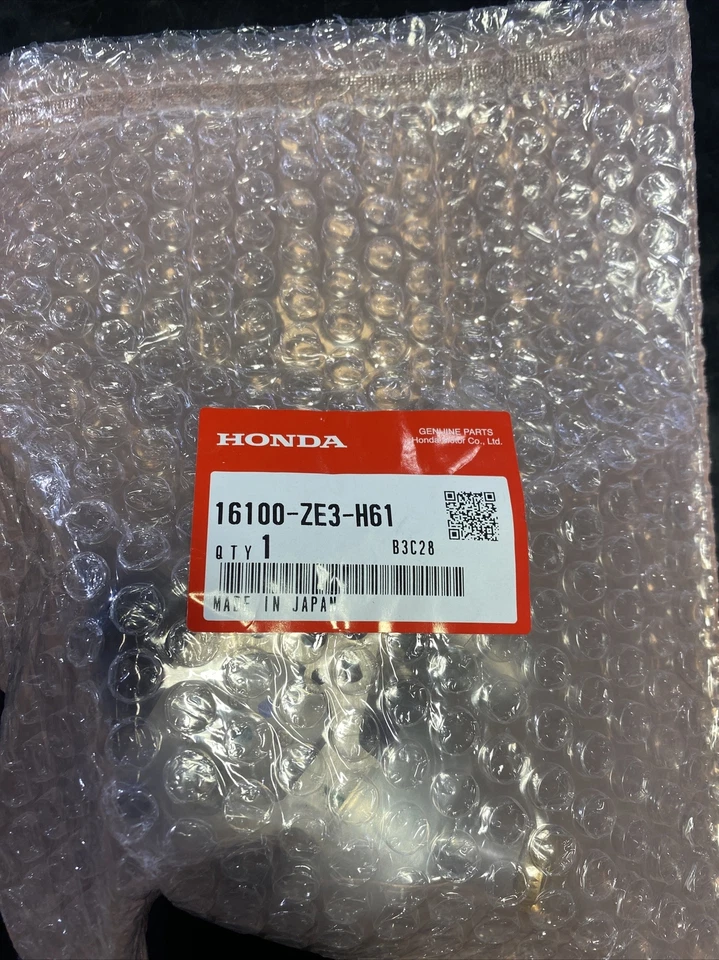 HONDA
GENUINE PARTS
Honda Motor Co., Ltd.
16100-ZE3-H61
QTY 1 B3C28
MADE IN JAPAN